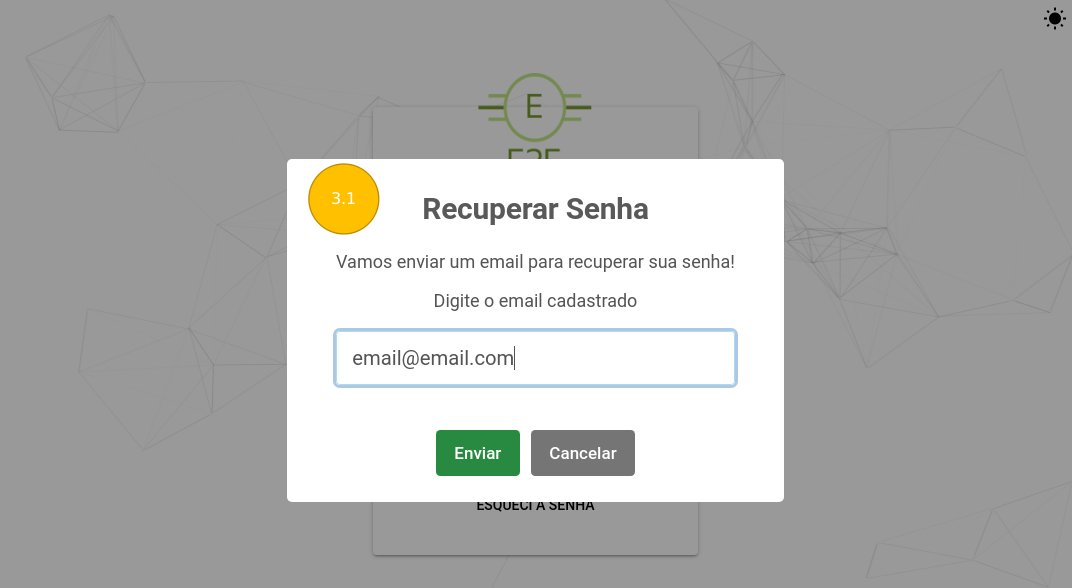 E
3.1
Recuperar Senha
Vamos enviar um email para recuperar sua senha!
Digite o email cadastrado
email@email.com
Enviar
Cancelar
ESQUECI A SENHA